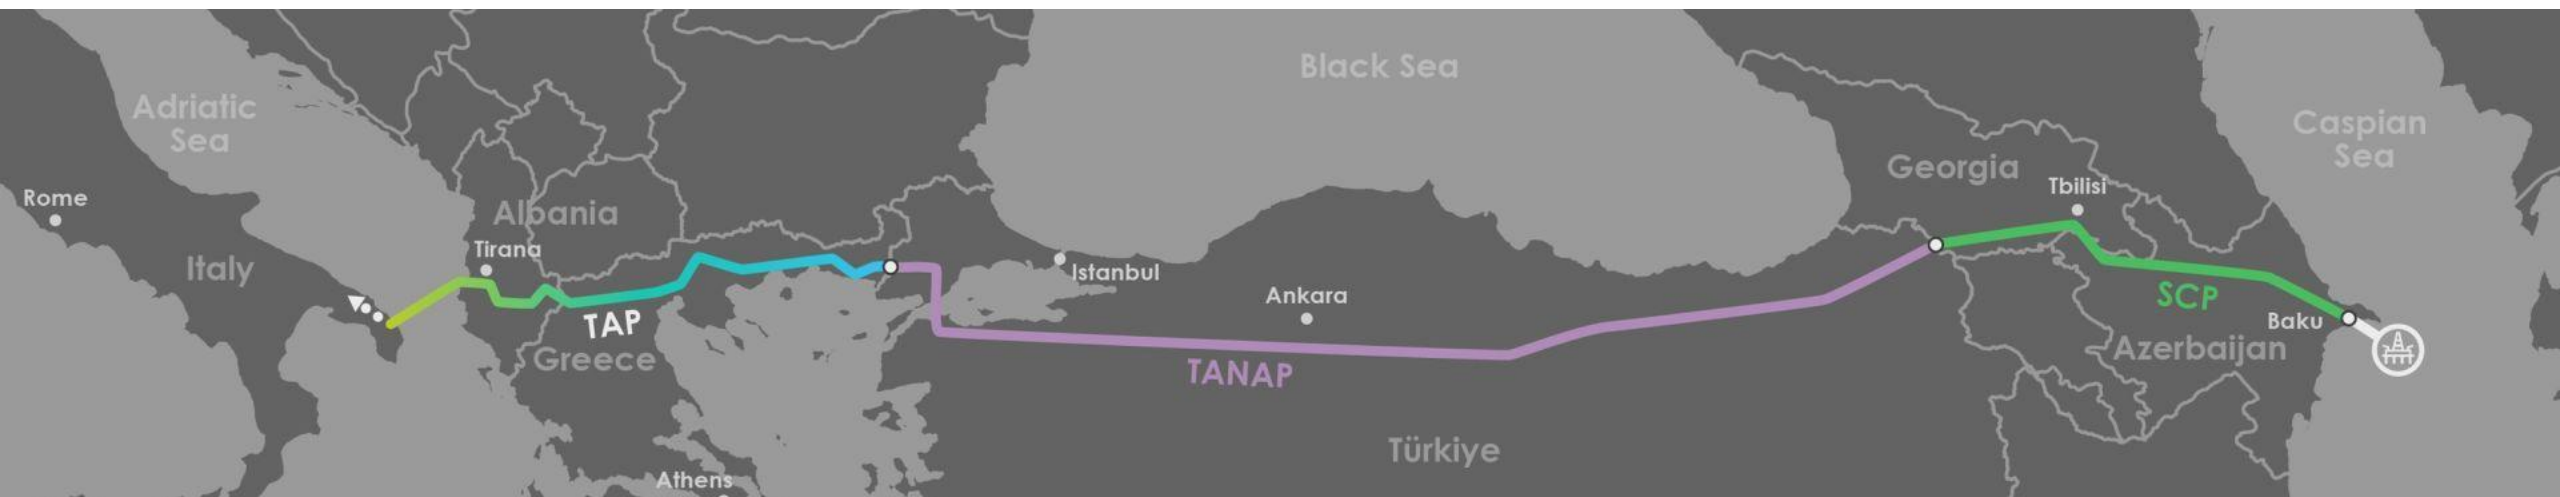 Black Sea
Adriatic
Sea
Caspian
Sea
Georgia
Tbilisi
Rome
Albania
Tirana
Italy
Istanbul
Ankara
SCP
TAP
Baku
Greece
Azerbaijan
TANAP
Türkiye
Athens